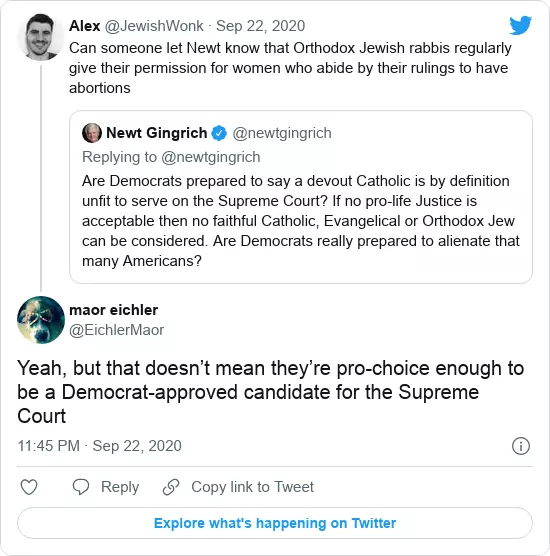 Alex @JewishWonk · Sep 22, 2020
Can someone let Newt know that Orthodox Jewish rabbis regularly
give their permission for women who abide by their rulings to have
abortions
Newt Gingrich @newtgingrich
Replying to @newtgingrich
Are Democrats prepared to say a devout Catholic is by definition
unfit to serve on the Supreme Court? If no pro-life Justice is
acceptable then no faithful Catholic, Evangelical or Orthodox Jew
can be considered. Are Democrats really prepared to alienate that
many Americans?
maor eichler
@EichlerMaor
Yeah, but that doesn’t mean they’re pro-choice enough to
be a Democrat-approved candidate for the Supreme
Court
11:45 PM · Sep 22, 2020
Reply Copy link to Tweet
Explore what's happening on Twitter